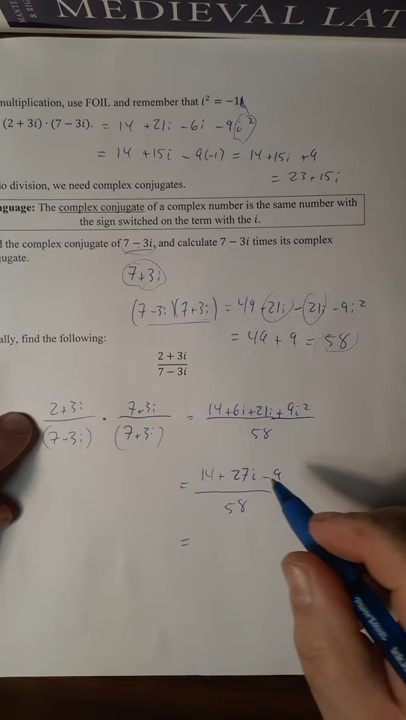 MEDIEVAL LAT
multiplication, use FOIL and remember that i² = -1
(2 + 3i) · (7 − 3i). = 14 + 21i - 6i - 9i²
= 14 + 15i - 9(-1) = 14 + 15i + 9
= 23 + 15i
do division, we need complex conjugates.
nguage: The complex conjugate of a complex number is the same number with
the sign switched on the term with the i.
d the complex conjugate of 7 − 3i, and calculate 7 − 3i times its complex
jugate.
7+3i
(7-3i)(7+3i) = 49 + 21i - 21i - 9i²
= 49 + 9 = 58
ally, find the following:
2 + 3i
7 − 3i
2+3i / (7-3i) · 7+3i / (7+3i) = 14+6i+21i+9i² / 58
= 14 + 27i - 9 / 58
=